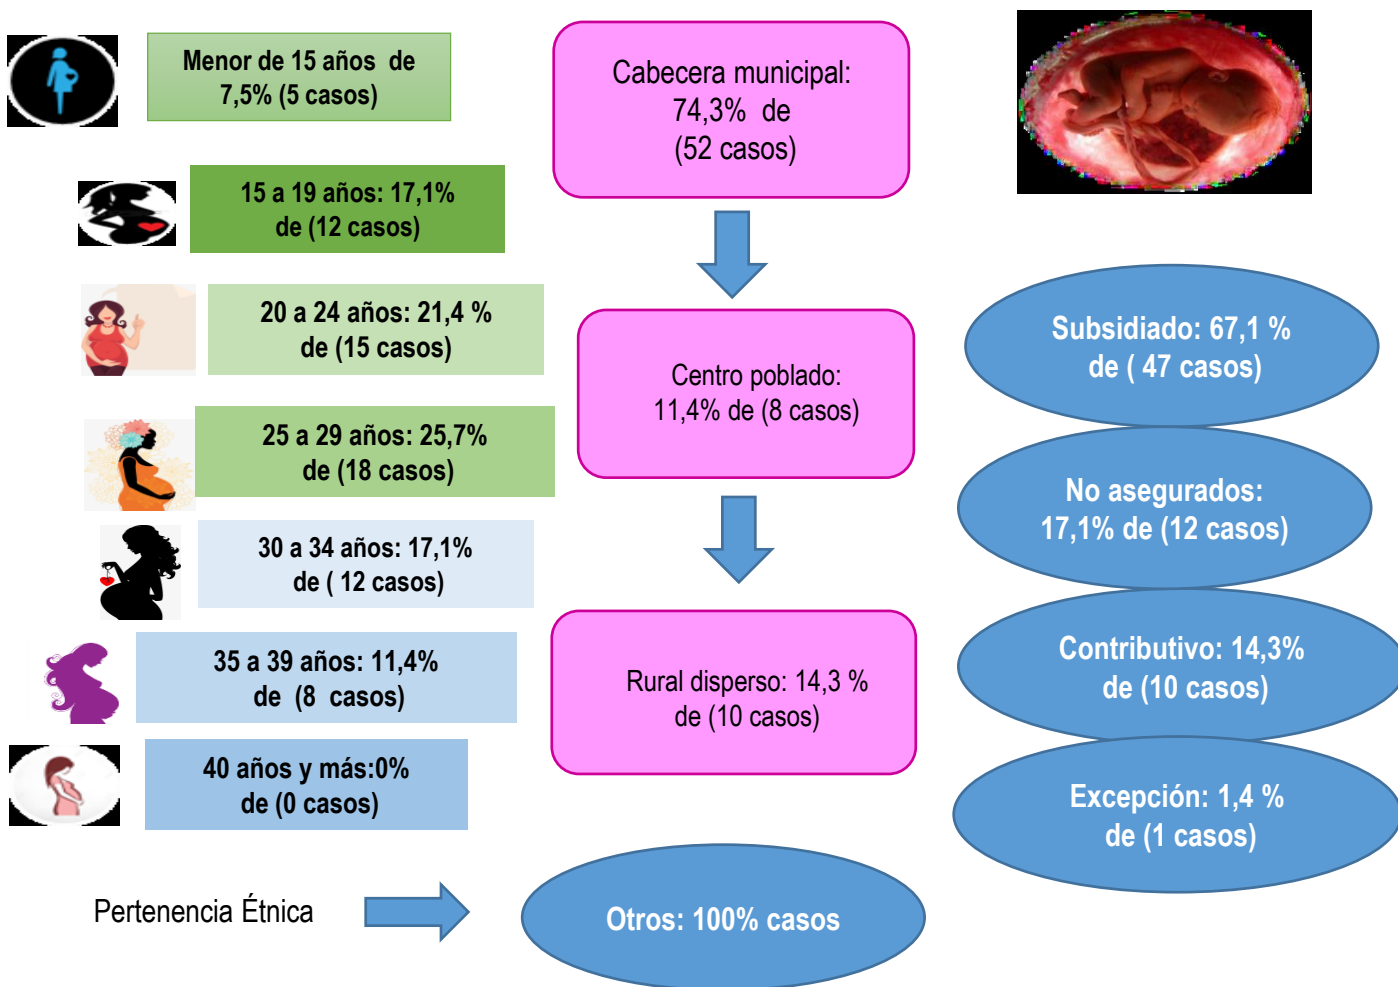 Menor de 15 años de
7,5% (5 casos)
15 a 19 años: 17,1%
de (12 casos)
20 a 24 años: 21,4 %
de (15 casos)
25 a 29 años: 25,7%
de (18 casos)
30 a 34 años: 17,1%
de ( 12 casos)
35 a 39 años: 11,4%
de (8 casos)
40 años y más:0%
de (0 casos)
Cabecera municipal:
74,3% de
(52 casos)
Centro poblado:
11,4% de (8 casos)
Rural disperso: 14,3 %
de (10 casos)
Subsidiado: 67,1 %
de ( 47 casos)
No asegurados:
17,1% de (12 casos)
Contributivo: 14,3%
de (10 casos)
Excepción: 1,4 %
de (1 casos)
Pertenencia Étnica
Otros: 100% casos